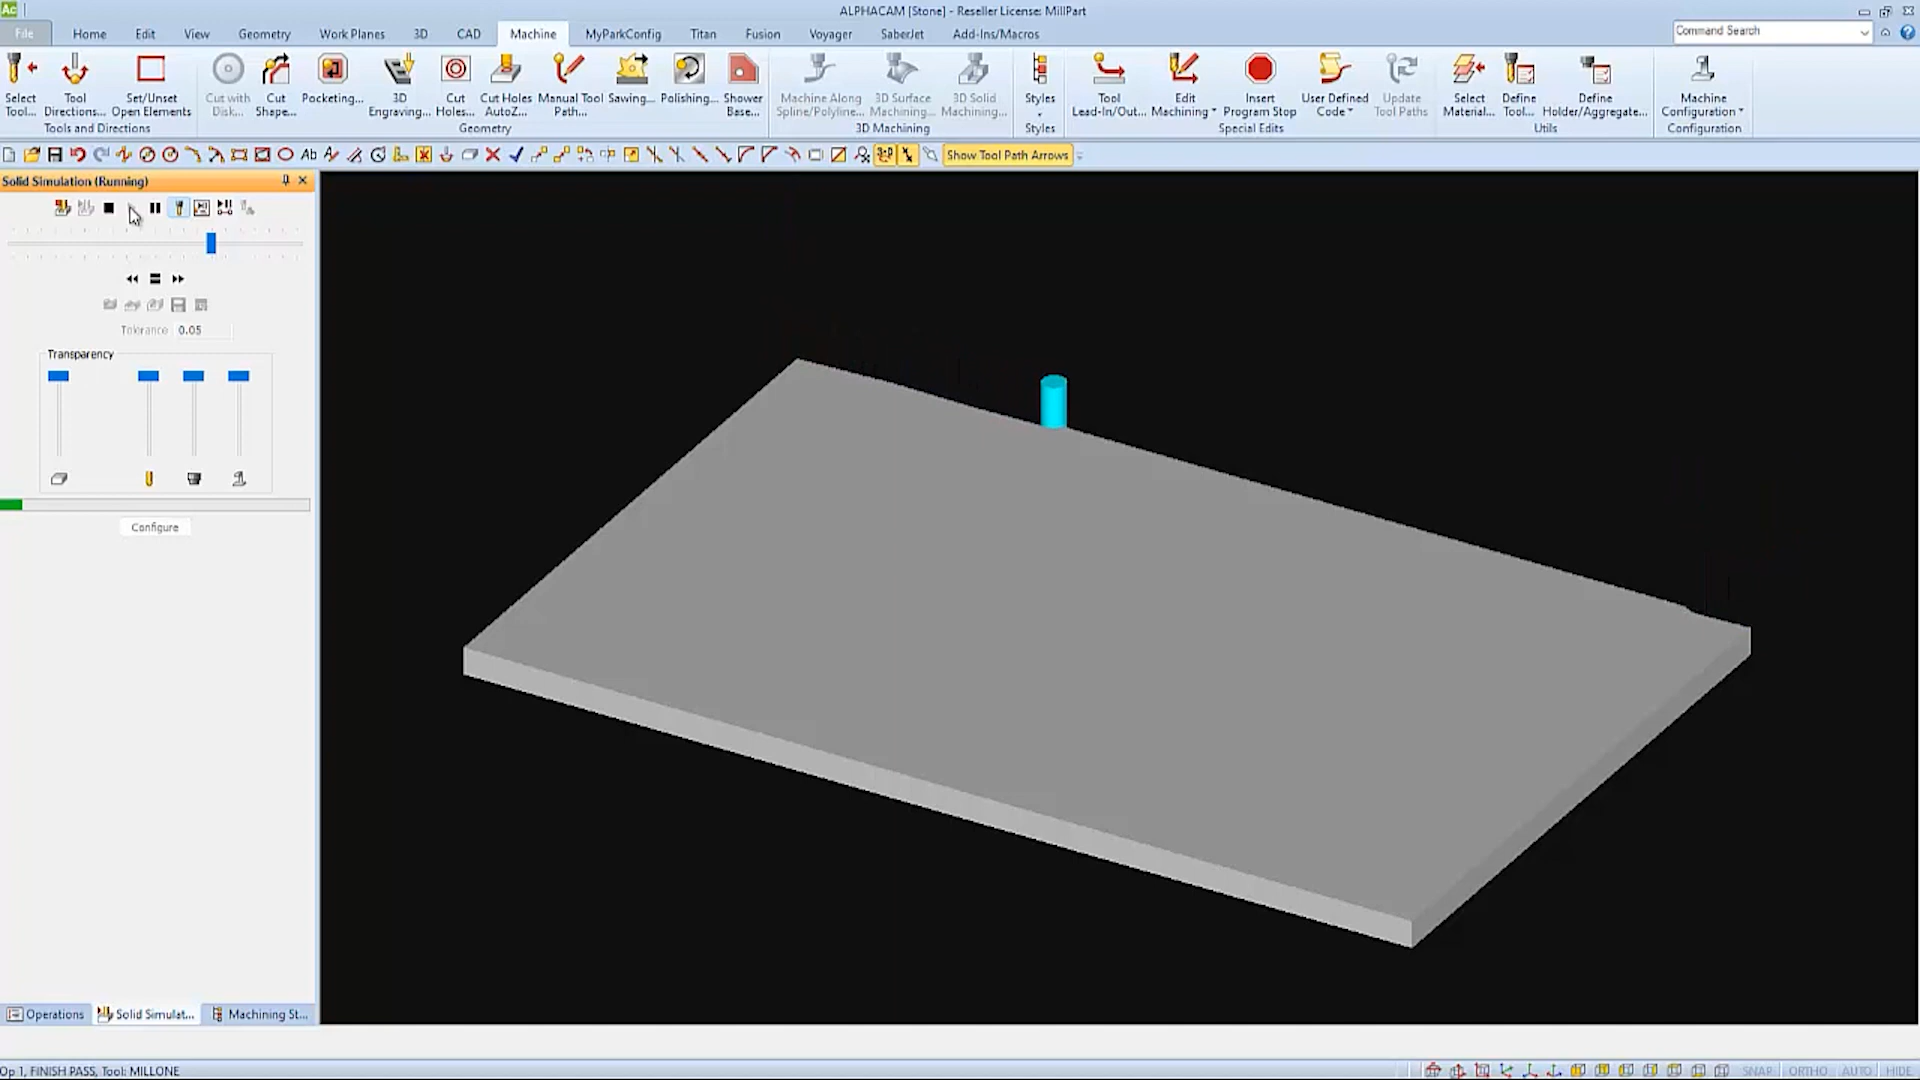 Ac
ALPHACAM [Stone] - Reseller License: MillPart
File Home Edit View Geometry Work Planes 3D CAD Machine MyParkConfig Titan Fusion Voyager SaberJet Add-Ins/Macros Command Search
Select Tool... Tool Directions... Set/Unset Open Elements
Tools and Directions
Cut with Disk... Cut Shape... Pocketing... 3D Engraving... Cut Holes... Cut Holes AutoZ... Manual Tool Path... Sawing... Polishing... Shower Base...
Geometry
Machine Along Spline/Polyline... 3D Surface Machining... 3D Solid Machining...
3D Machining
Styles
Styles
Tool Lead-In/Out... Edit Machining Insert Program Stop User Defined Code Update Tool Paths
Special Edits
Select Material... Define Tool... Define Holder/Aggregate...
Utils
Machine Configuration
Configuration
Ab
Show Tool Path Arrows
Solid Simulation (Running)
Tolerance 0.05
Transparency
Configure
Operations Solid Simulat... Machining St...
Op 1, FINISH PASS, Tool: MILLONE
SNAP ORTHO AUTO HIDE